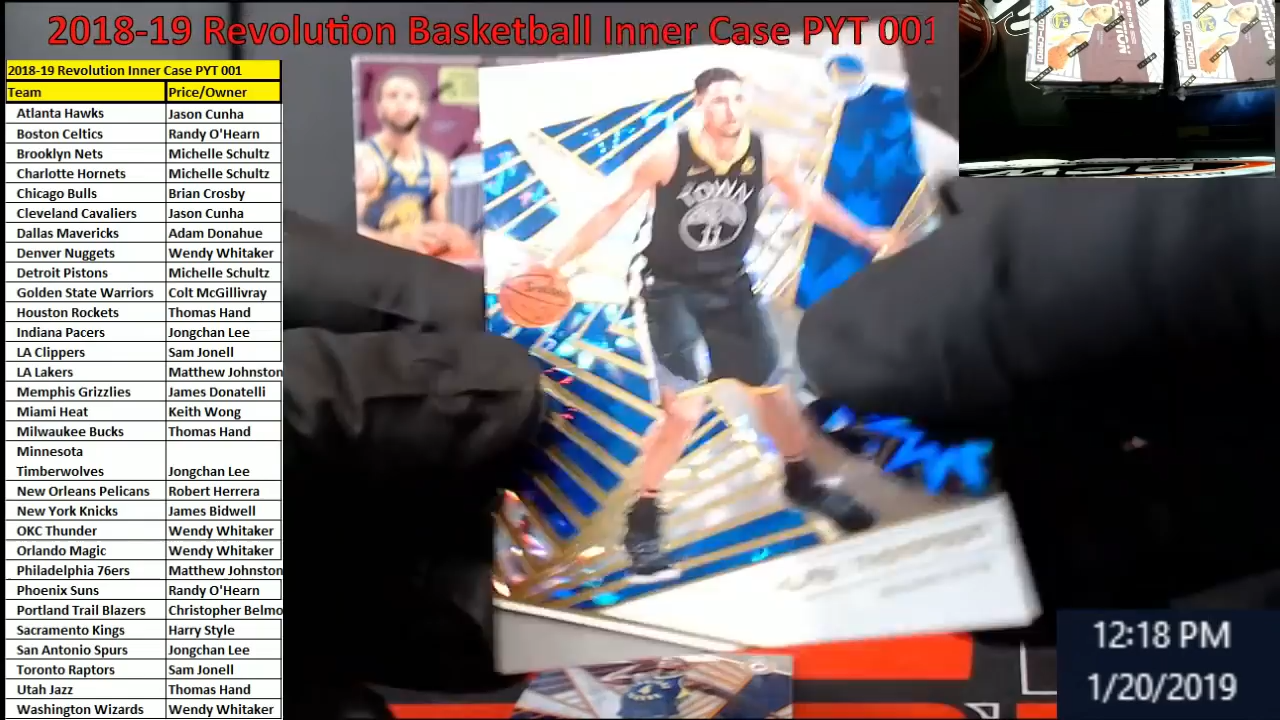 2018-19 Revolution Basketball Inner Case PYT 001
2018-19 Revolution Inner Case PYT 001
Team Price/Owner
Atlanta Hawks Jason Cunha
Boston Celtics Randy O'Hearn
Brooklyn Nets Michelle Schultz
Charlotte Hornets Michelle Schultz
Chicago Bulls Brian Crosby
Cleveland Cavaliers Jason Cunha
Dallas Mavericks Adam Donahue
Denver Nuggets Wendy Whitaker
Detroit Pistons Michelle Schultz
Golden State Warriors Colt McGillivray
Houston Rockets Thomas Hand
Indiana Pacers Jongchan Lee
LA Clippers Sam Jonell
LA Lakers Matthew Johnston
Memphis Grizzlies James Donatelli
Miami Heat Keith Wong
Milwaukee Bucks Thomas Hand
Minnesota
Timberwolves Jongchan Lee
New Orleans Pelicans Robert Herrera
New York Knicks James Bidwell
OKC Thunder Wendy Whitaker
Orlando Magic Wendy Whitaker
Philadelphia 76ers Matthew Johnston
Phoenix Suns Randy O'Hearn
Portland Trail Blazers Christopher Belmo
Sacramento Kings Harry Style
San Antonio Spurs Jongchan Lee
Toronto Raptors Sam Jonell
Utah Jazz Thomas Hand
Washington Wizards Wendy Whitaker
TOWN
11
12:18 PM
1/20/2019